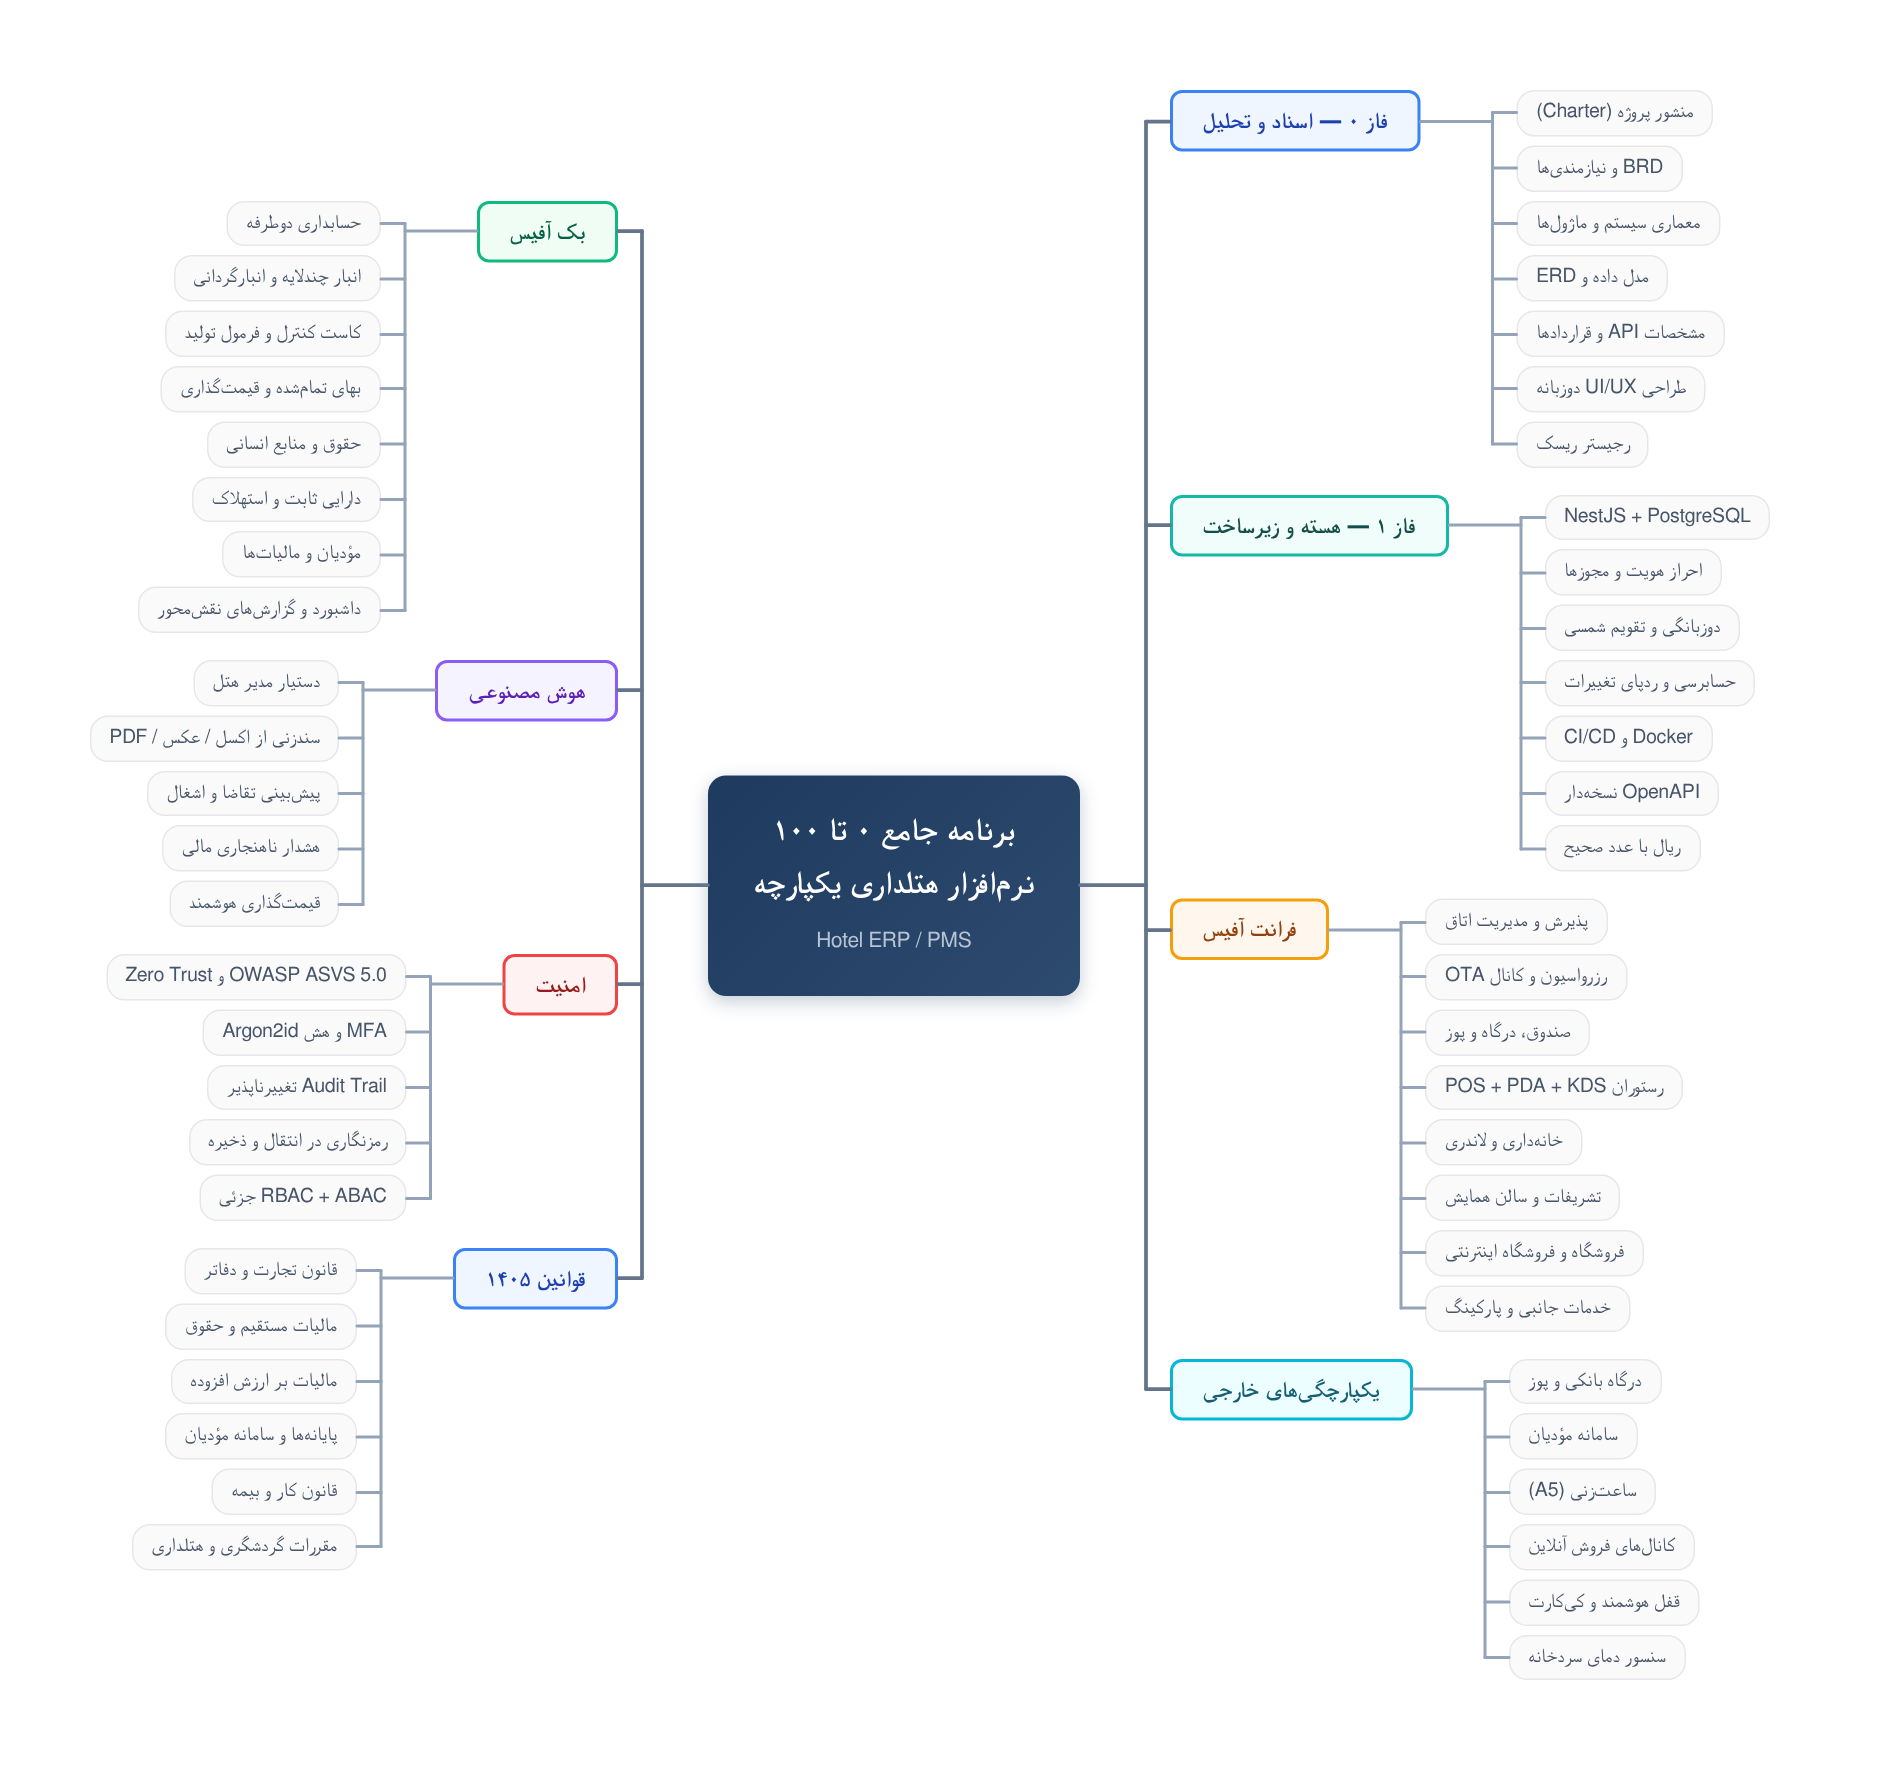 برنامه جامع ۰ تا ۱۰۰
نرم‌افزار هتلداری یکپارچه
Hotel ERP / PMS
فاز ۰ — اسناد و تحلیل
منشور پروژه (Charter)
BRD و نیازمندی‌ها
معماری سیستم و ماژول‌ها
مدل داده و ERD
مشخصات API و قراردادها
طراحی UI/UX دوزبانه
رجیستر ریسک
فاز ۱ — هسته و زیرساخت
NestJS + PostgreSQL
احراز هویت و مجوزها
دوزبانگی و تقویم شمسی
حسابرسی و ردپای تغییرات
Docker و CI/CD
OpenAPI نسخه‌دار
ریال با عدد صحیح
فرانت آفیس
پذیرش و مدیریت اتاق
رزرواسیون و کانال OTA
صندوق، درگاه و پوز
رستوران POS + PDA + KDS
خانه‌داری و لاندری
تشریفات و سالن همایش
فروشگاه و فروشگاه اینترنتی
خدمات جانبی و پارکینگ
یکپارچگی‌های خارجی
درگاه بانکی و پوز
سامانه مؤدیان
ساعت‌زنی (A5)
کانال‌های فروش آنلاین
قفل هوشمند و کی‌کارت
سنسور دمای سردخانه
بک آفیس
حسابداری دوطرفه
انبار چندلایه و انبارگردانی
کاست کنترل و فرمول تولید
بهای تمام‌شده و قیمت‌گذاری
حقوق و منابع انسانی
دارایی ثابت و استهلاک
مؤدیان و مالیات‌ها
داشبورد و گزارش‌های نقش‌محور
هوش مصنوعی
دستیار مدیر هتل
سندزنی از اکسل / عکس / PDF
پیش‌بینی تقاضا و اشغال
هشدار ناهنجاری مالی
قیمت‌گذاری هوشمند
امنیت
OWASP ASVS 5.0 و Zero Trust
MFA و هش Argon2id
Audit Trail تغییرناپذیر
رمزنگاری در انتقال و ذخیره
RBAC + ABAC جزئی
قوانین ۱۴۰۵
قانون تجارت و دفاتر
مالیات مستقیم و حقوق
مالیات بر ارزش افزوده
پایانه‌ها و سامانه مؤدیان
قانون کار و بیمه
مقررات گردشگری و هتلداری